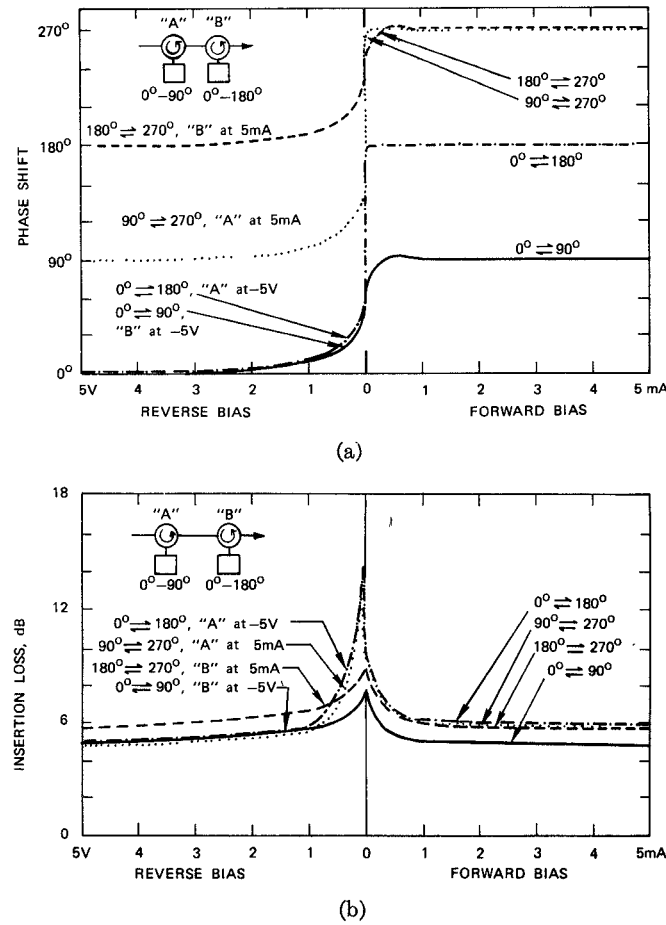 270°
"A" "B"
0°–90° 0°–180°
180° ⇌ 270°
90° ⇌ 270°
180° ⇌ 270°, "B" at 5mA
180°
0° ⇌ 180°
90° ⇌ 270°, "A" at 5mA
0° ⇌ 90°
90°
0° ⇌ 180°, "A" at –5V
0° ⇌ 90°,
"B" at –5V
0°
PHASE SHIFT
5V 4 3 2 1 0 1 2 3 4 5 mA
REVERSE BIAS FORWARD BIAS
(a)
18
"A" "B"
0°–90° 0°–180°
12
0° ⇌ 180°, "A" at –5V
90° ⇌ 270°, "A" at 5mA
180° ⇌ 270°, "B" at 5mA
0° ⇌ 90°, "B" at –5V
0° ⇌ 180°
90° ⇌ 270°
180° ⇌ 270°
0° ⇌ 90°
6
0
INSERTION LOSS, dB
5V 4 3 2 1 0 1 2 3 4 5mA
REVERSE BIAS FORWARD BIAS
(b)